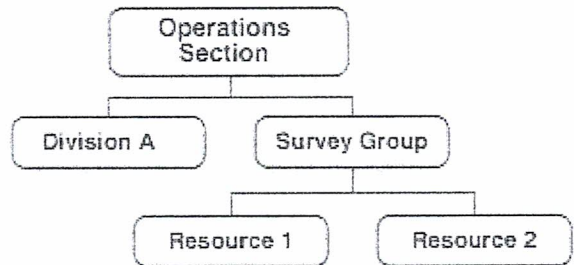 Operations
Section
Division A
Survey Group
Resource 1
Resource 2